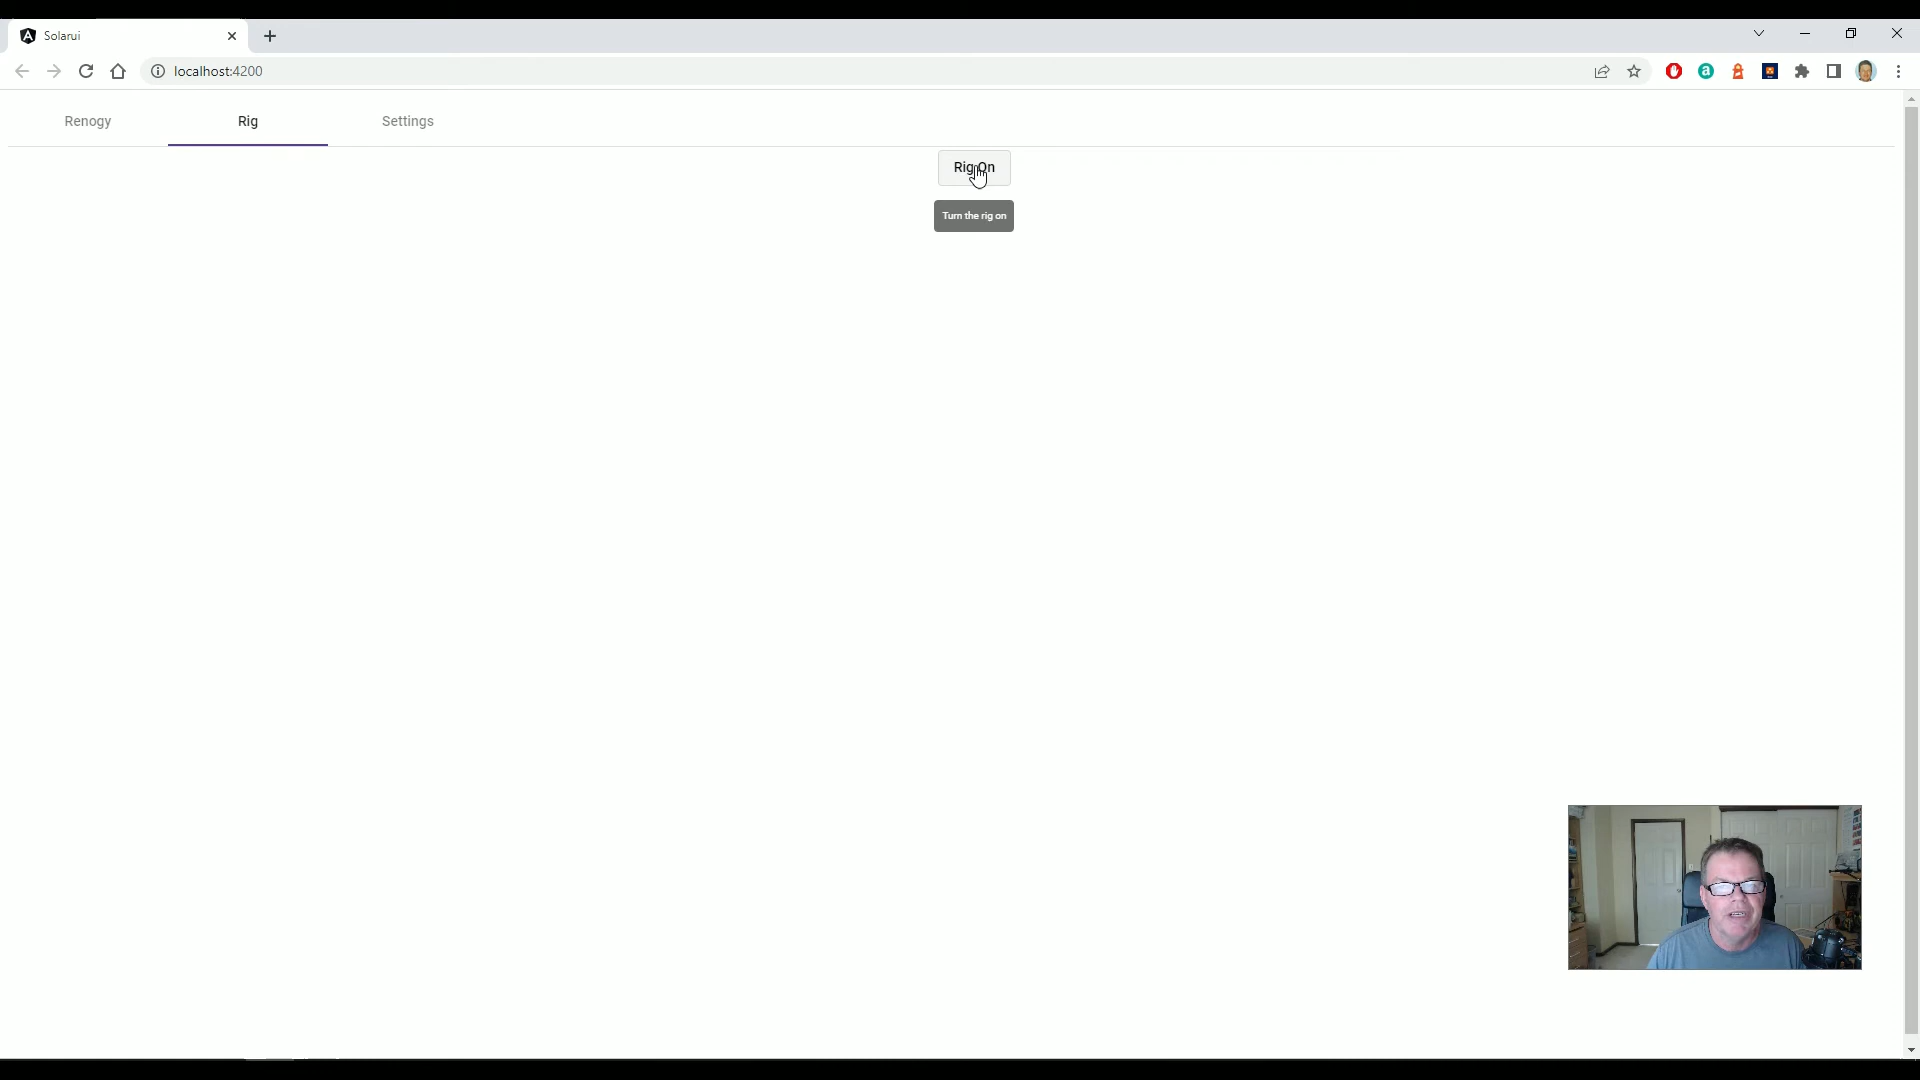 Solarui
localhost:4200
Renogy
Rig
Settings
Rig On
Turn the rig on